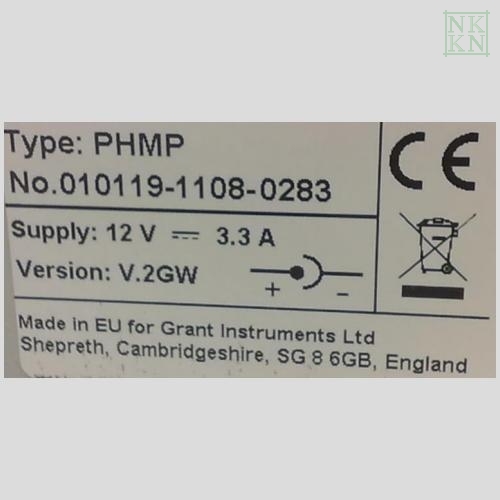 NK
KN
Type: PHMP
No.010119-1108-0283
Supply: 12 V ⎓ 3.3 A
Version: V.2GW
+ –
CE
Made in EU for Grant Instruments Ltd
Shepreth, Cambridgeshire, SG 8 6GB, England